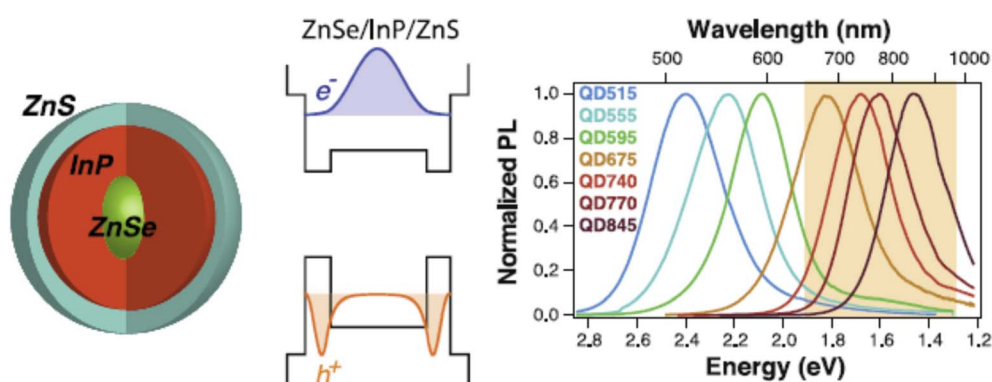 ZnS
InP
ZnSe
ZnSe/InP/ZnS
e-
h+
Wavelength (nm)
500 600 700 800 1000
Normalized PL
1.0
0.8
0.6
0.4
0.2
0.0
QD515
QD555
QD595
QD675
QD740
QD770
QD845
2.8 2.6 2.4 2.2 2.0 1.8 1.6 1.4 1.2
Energy (eV)